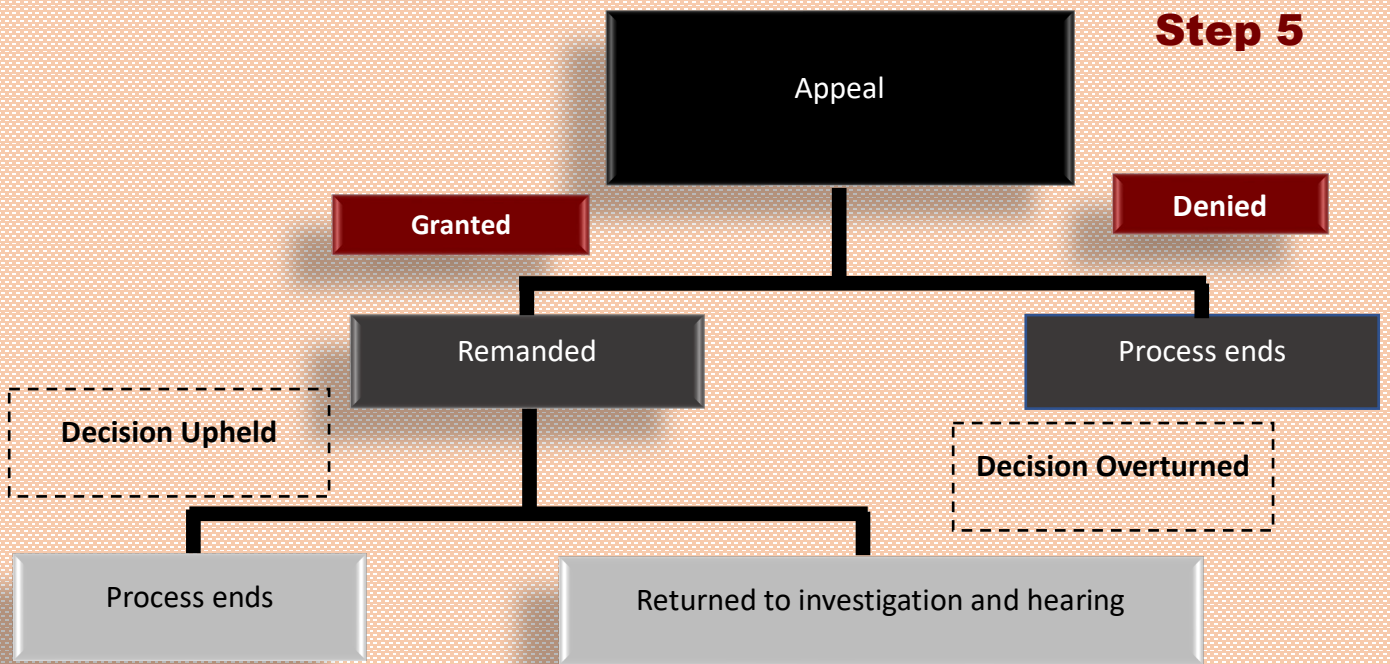 Step 5
Appeal
Granted
Denied
Remanded
Process ends
Decision Upheld
Decision Overturned
Process ends
Returned to investigation and hearing